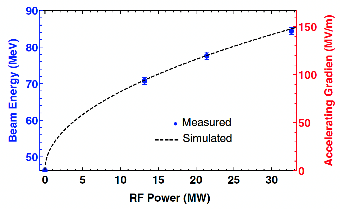 90
80
70
60
50
150
100
50
0
0 5 10 15 20 25 30
Beam Energy (MeV)
Accelerating Gradien (MV/m)
Measured
Simulated
RF Power (MW)